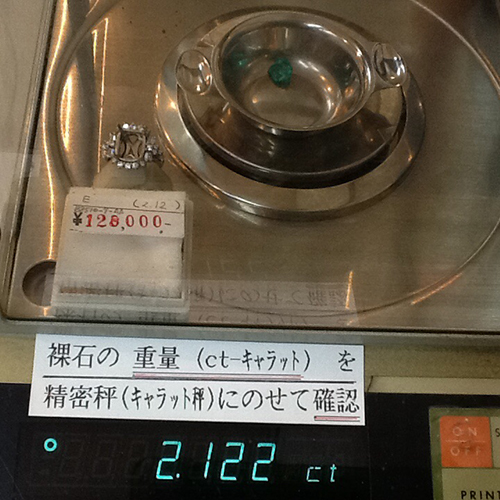 E (2.12)
¥128,000-
裸石の 重量 (ct-キャラット) を
精密秤(キャラット秤)にのせて確認
2.122 ct
ON
OFF
PRIN